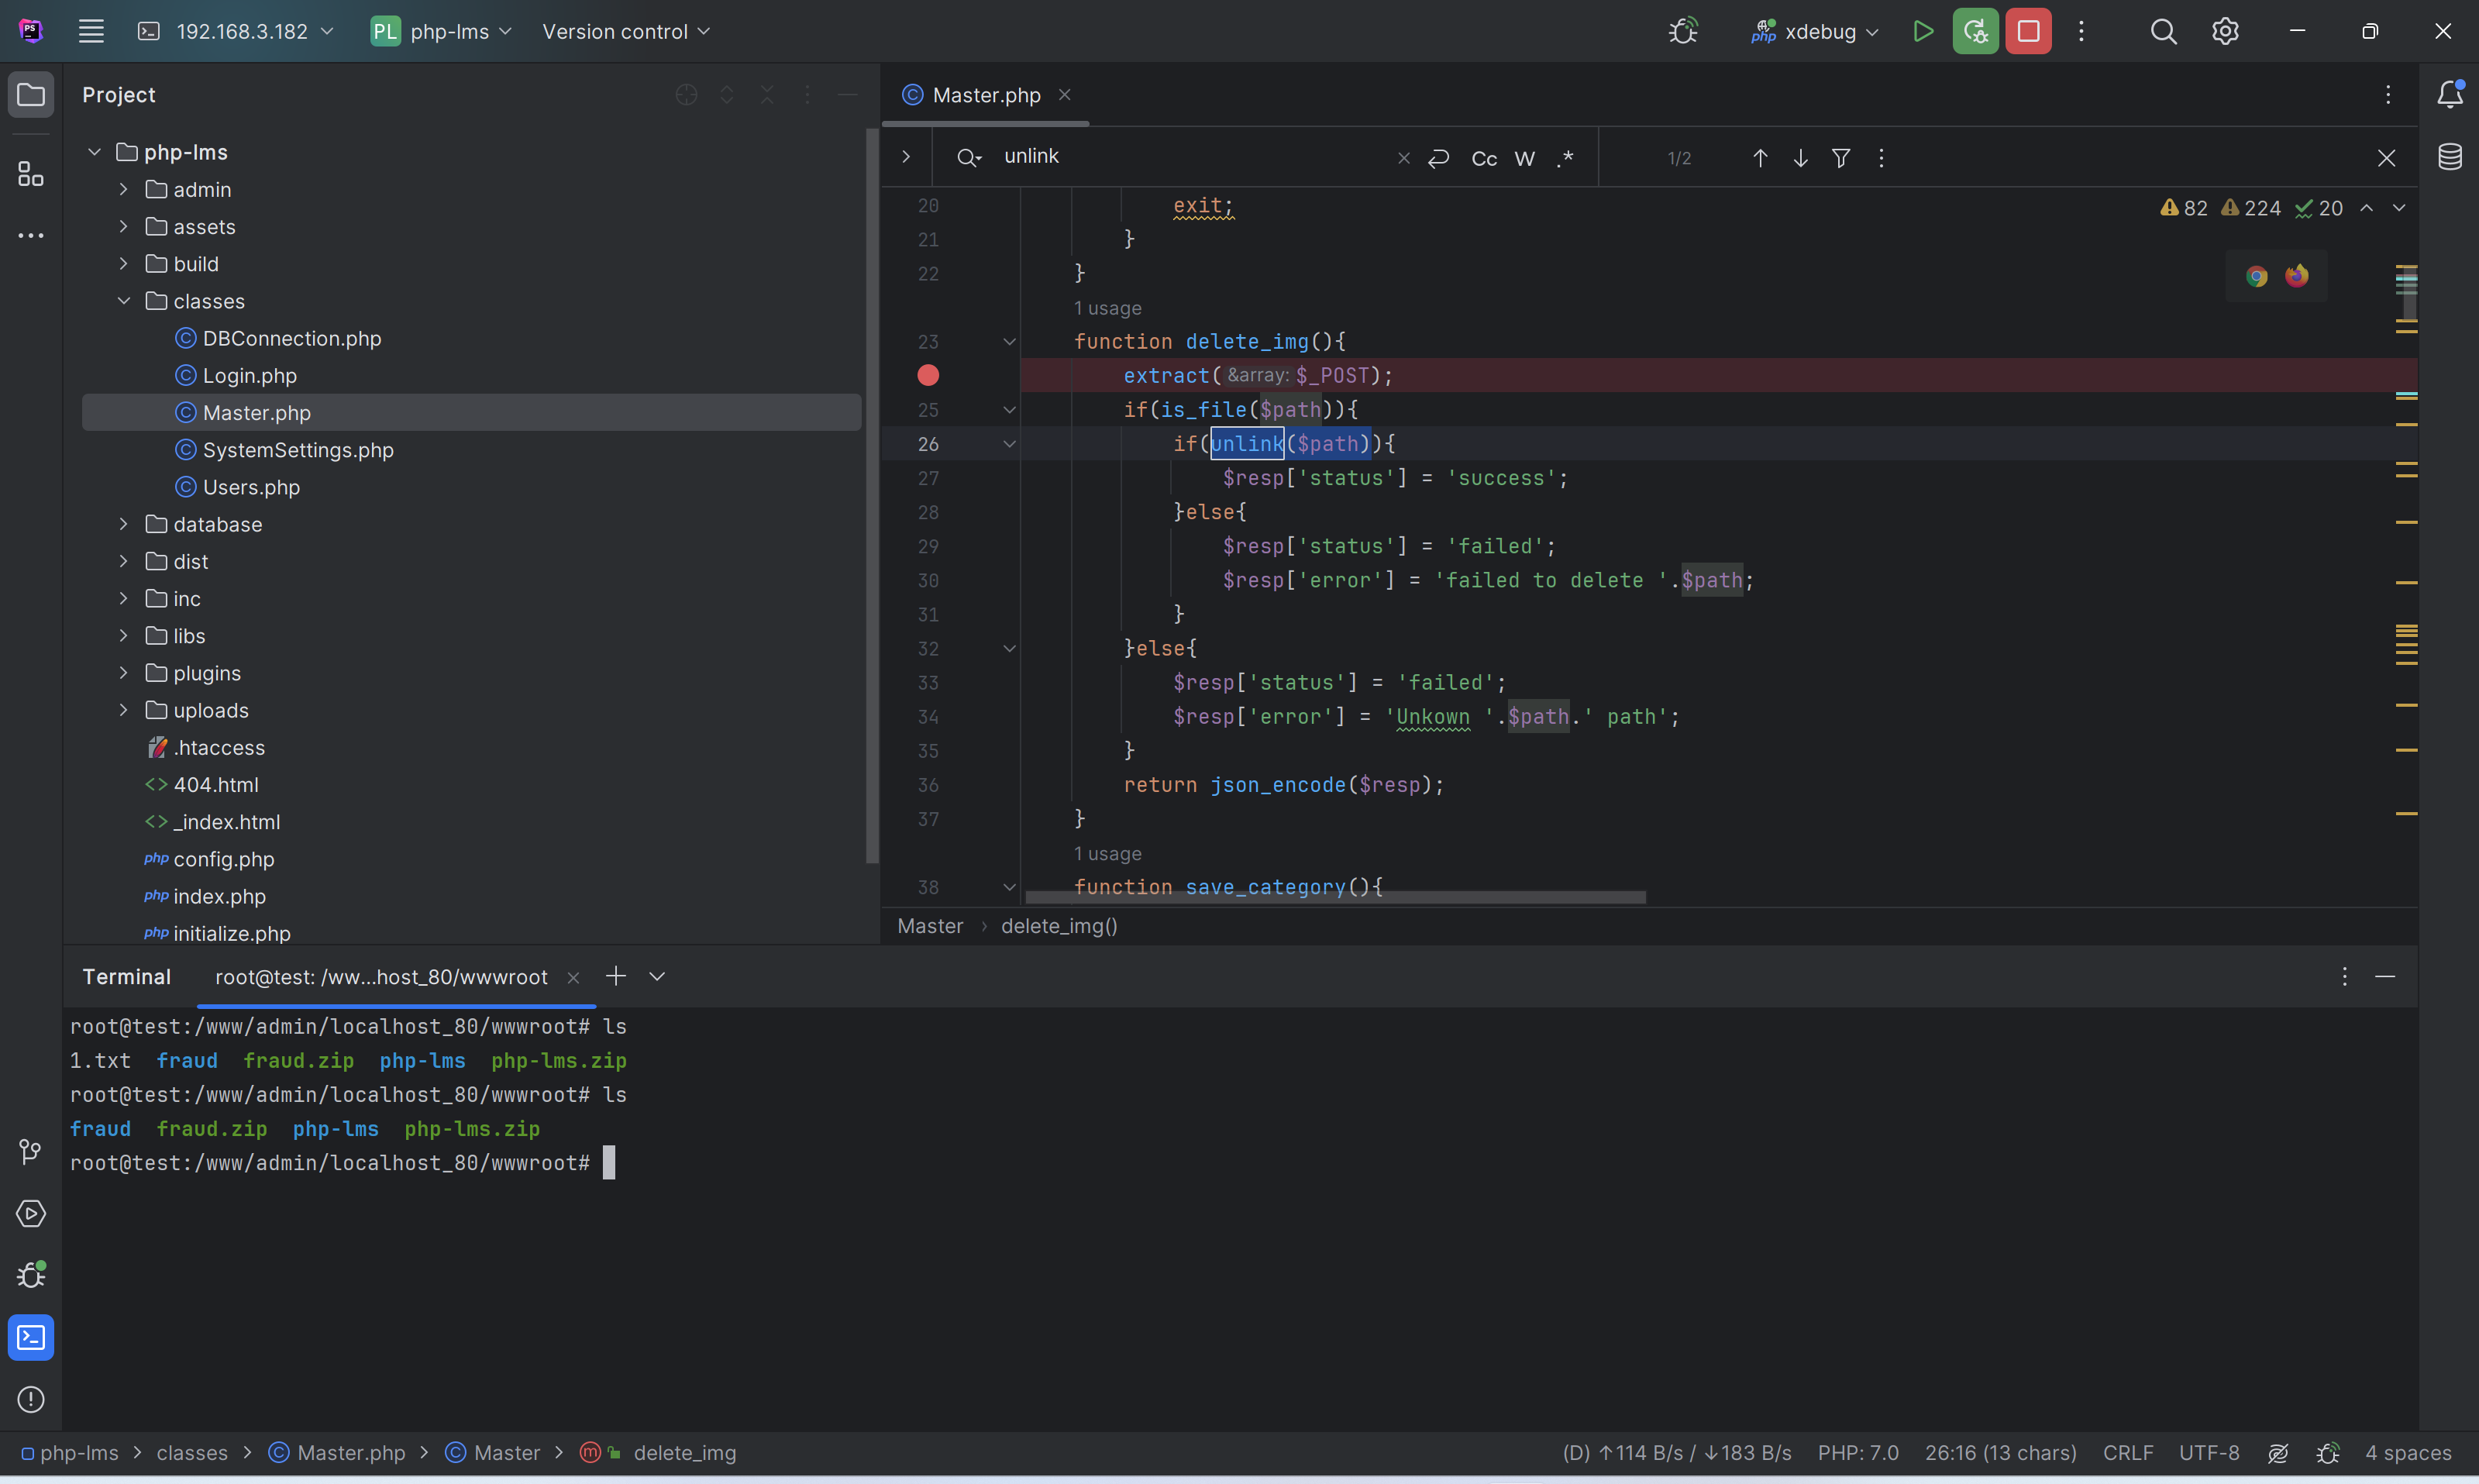 PS 192.168.3.182 PL php-lms Version control php xdebug
Project
php-lms
admin
assets
build
classes
DBConnection.php
Login.php
Master.php
SystemSettings.php
Users.php
database
dist
inc
libs
plugins
uploads
.htaccess
<> 404.html
<> _index.html
php config.php
php index.php
php initialize.php
Master.php
unlink Cc W .* 1/2
82 224 20
20 exit;
21 }
22 }
1 usage
23 function delete_img(){
extract( &array: $_POST);
25 if(is_file($path)){
26 if(unlink($path)){
27 $resp['status'] = 'success';
28 }else{
29 $resp['status'] = 'failed';
30 $resp['error'] = 'failed to delete '.$path;
31 }
32 }else{
33 $resp['status'] = 'failed';
34 $resp['error'] = 'Unkown '.$path.' path';
35 }
36 return json_encode($resp);
37 }
1 usage
38 function save_category(){
Master › delete_img()
Terminal root@test: /ww...host_80/wwwroot
root@test:/www/admin/localhost_80/wwwroot# ls
1.txt fraud fraud.zip php-lms php-lms.zip
root@test:/www/admin/localhost_80/wwwroot# ls
fraud fraud.zip php-lms php-lms.zip
root@test:/www/admin/localhost_80/wwwroot#
php-lms > classes > C Master.php > C Master > m delete_img (D) ↑114 B/s / ↓183 B/s PHP: 7.0 26:16 (13 chars) CRLF UTF-8 4 spaces